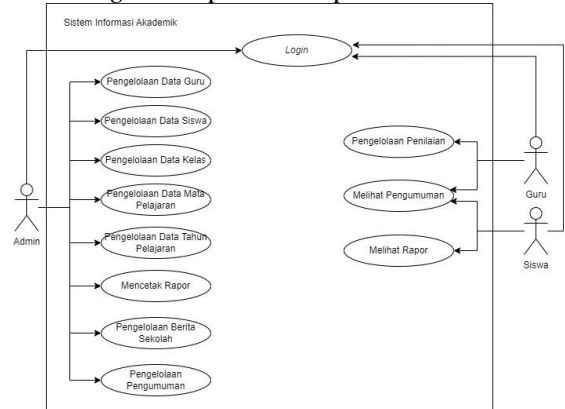 Sistem Informasi Akademik
Login
Pengelolaan Data Guru
Pengelolaan Data Siswa
Pengelolaan Data Kelas
Pengelolaan Data Mata
Pelajaran
Pengelolaan Data Tahun
Pelajaran
Mencetak Rapor
Pengelolaan Berita
Sekolah
Pengelolaan
Pengumuman
Admin
Pengelolaan Penilaian
Melihat Pengumuman
Melihat Rapor
Guru
Siswa